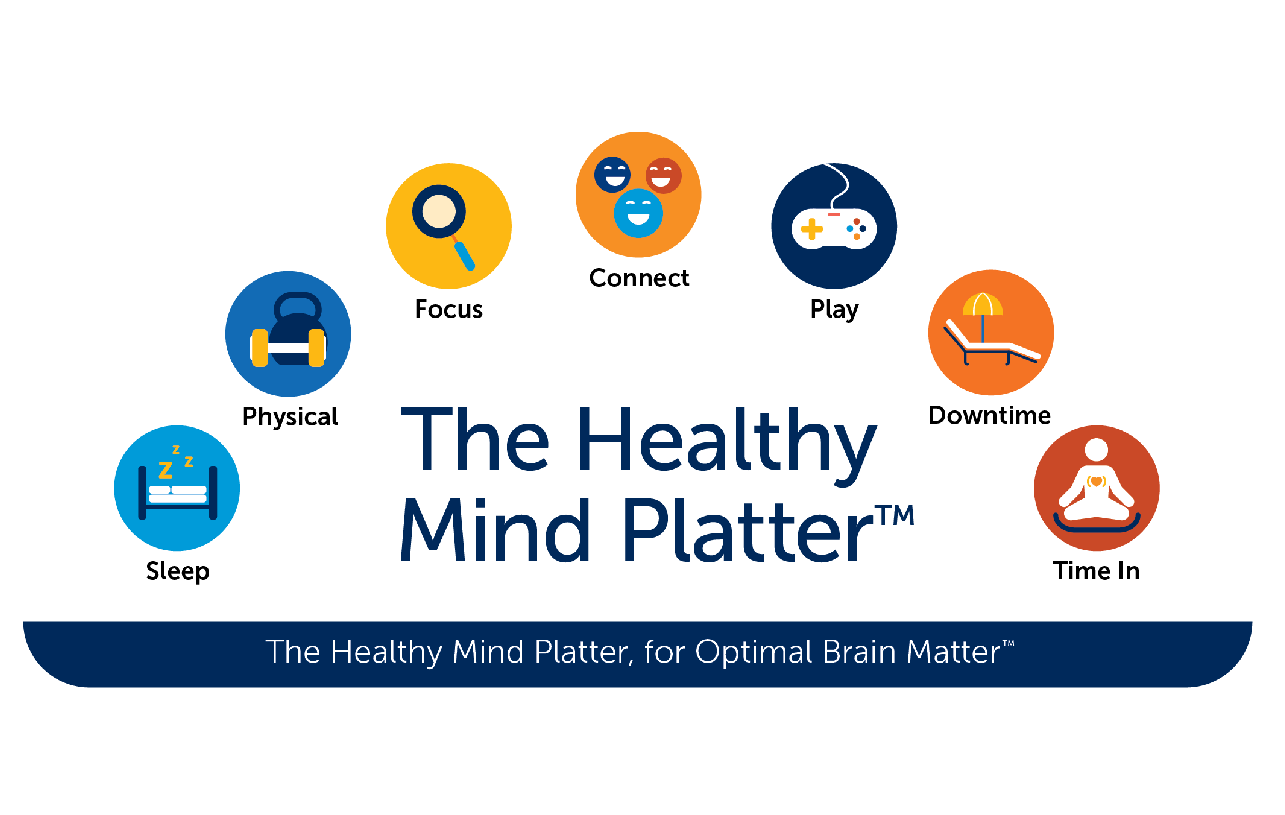 Connect
Focus
Play
Physical
Downtime
z
z
z
Sleep
Time In
The Healthy
Mind Platter™
The Healthy Mind Platter, for Optimal Brain Matter™